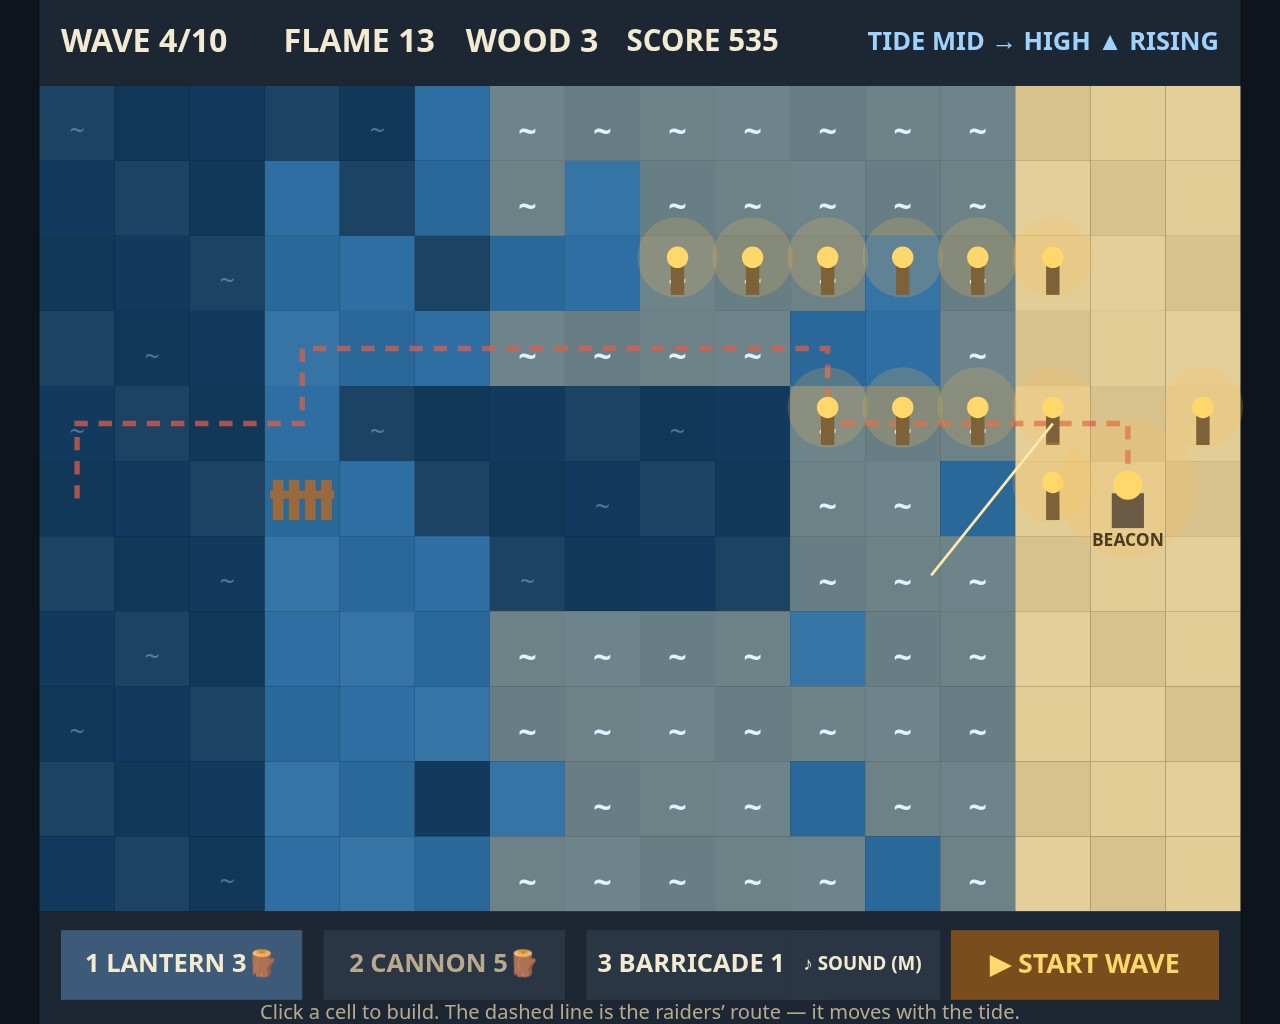 WAVE 4/10 FLAME 13 WOOD 3 SCORE 535 TIDE MID → HIGH ▲ RISING
BEACON
1 LANTERN 3🪵 2 CANNON 5🪵 3 BARRICADE 1 ♪ SOUND (M) ▶ START WAVE
Click a cell to build. The dashed line is the raiders’ route — it moves with the tide.